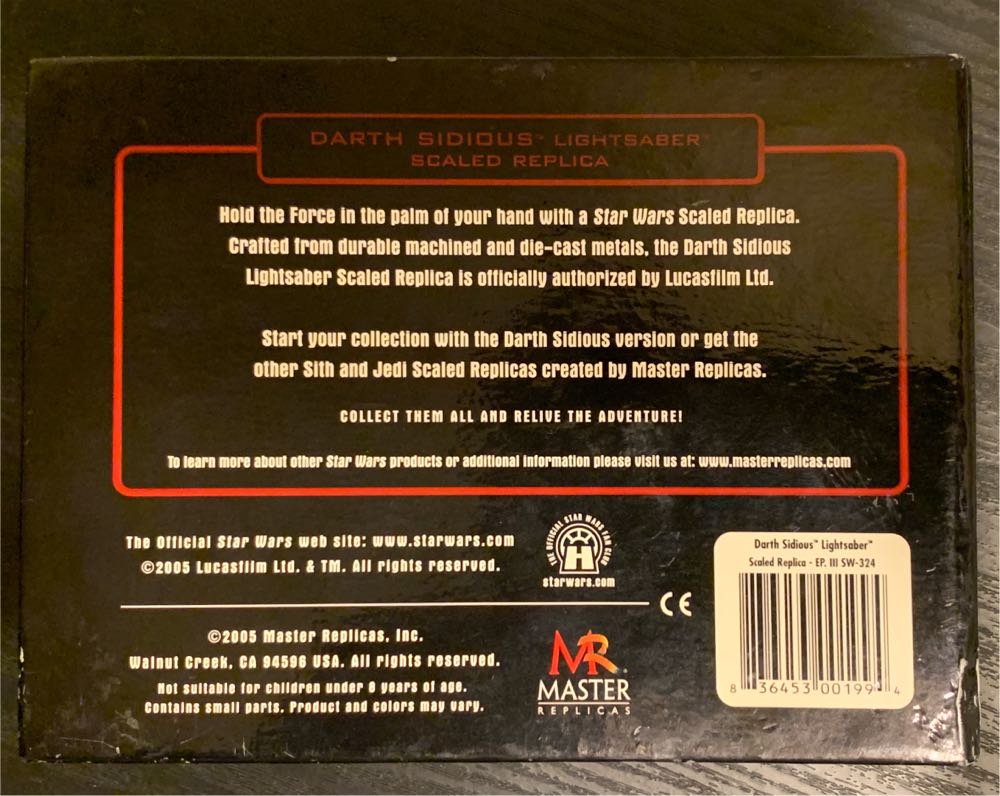 DARTH SIDIOUS™ LIGHTSABER™
SCALED REPLICA
Hold the Force in the palm of your hand with a Star Wars Scaled Replica.
Crafted from durable machined and die-cast metals, the Darth Sidious
Lightsaber Scaled Replica is officially authorized by Lucasfilm Ltd.
Start your collection with the Darth Sidious version or get the
other Sith and Jedi Scaled Replicas created by Master Replicas.
COLLECT THEM ALL AND RELIVE THE ADVENTURE!
To learn more about other Star Wars products or additional information please visit us at: www.masterreplicas.com
The Official Star Wars web site: www.starwars.com
©2005 Lucasfilm Ltd. & TM. All rights reserved.
THE OFFICIAL STAR WARS FAN CLUB
H
starwars.com
CE
©2005 Master Replicas, Inc.
Walnut Creek, CA 94596 USA. All rights reserved.
Not suitable for children under 8 years of age.
Contains small parts. Product and colors may vary.
MR
MASTER
REPLICAS
Darth Sidious™ Lightsaber™
Scaled Replica - EP. III SW-324
8 36453 00199 4